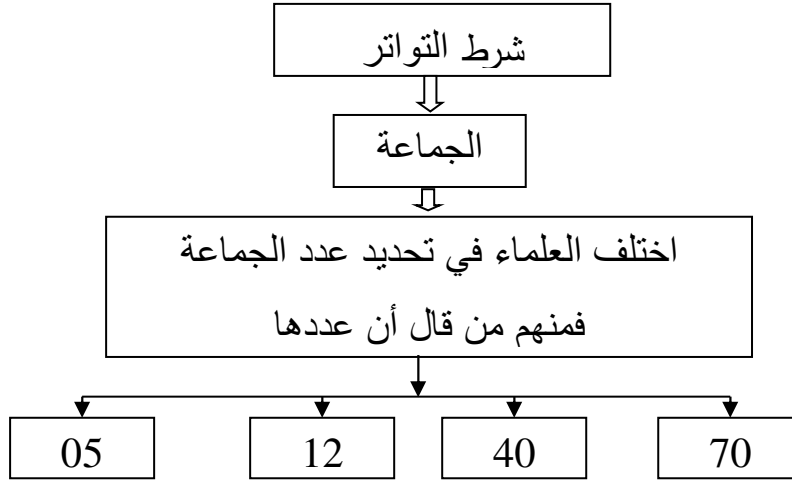 شرط التواتر
الجماعة
اختلف العلماء في تحديد عدد الجماعة
فمنهم من قال أن عددها
70
40
12
05